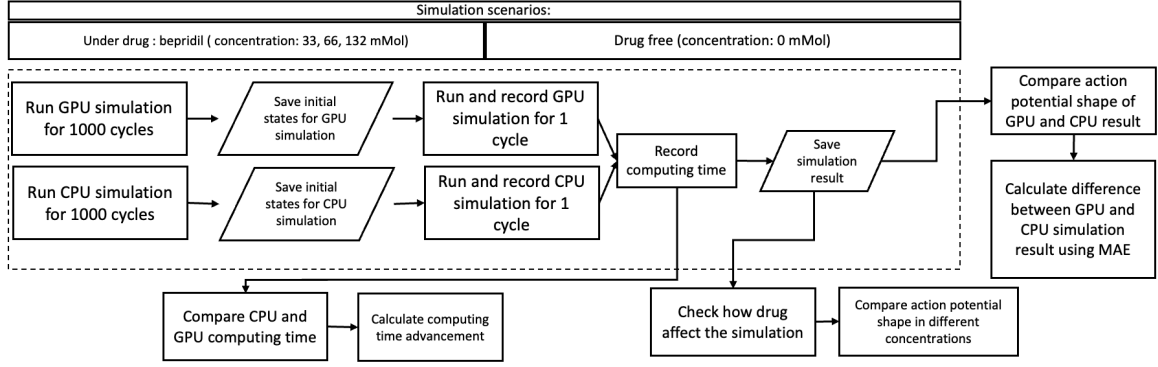 Simulation scenarios:
Under drug : bepridil ( concentration: 33, 66, 132 mMol)
Drug free (concentration: 0 mMol)
Run GPU simulation
for 1000 cycles
Save initial
states for GPU
simulation
Run and record GPU
simulation for 1
cycle
Run CPU simulation
for 1000 cycles
Save initial
states for CPU
simulation
Run and record CPU
simulation for 1
cycle
Record
computing time
Save
simulation
result
Compare action
potential shape of
GPU and CPU result
Calculate difference
between GPU and
CPU simulation
result using MAE
Compare CPU and
GPU computing time
Calculate computing
time advancement
Check how drug
affect the simulation
Compare action potential
shape in different
concentrations